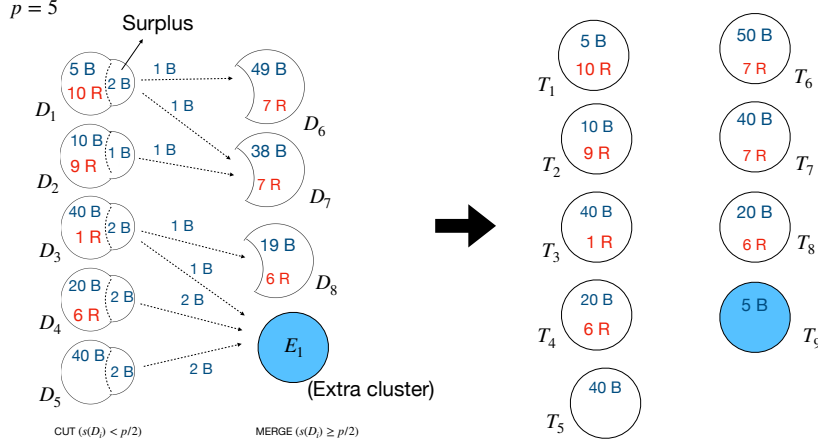 p = 5
Surplus
5 B
10 R
2 B
D₁
1 B
1 B
49 B
7 R
D₆
10 B
9 R
1 B
D₂
1 B
38 B
7 R
D₇
40 B
1 R
2 B
D₃
1 B
1 B
19 B
6 R
D₈
20 B
6 R
2 B
D₄
2 B
40 B
2 B
D₅
2 B
E₁
(Extra cluster)
CUT (s(Dᵢ) < p/2)
MERGE (s(Dᵢ) ≥ p/2)
5 B
10 R
T₁
50 B
7 R
T₆
10 B
9 R
T₂
40 B
7 R
T₇
40 B
1 R
T₃
20 B
6 R
T₈
20 B
6 R
T₄
5 B
T₉
40 B
T₅